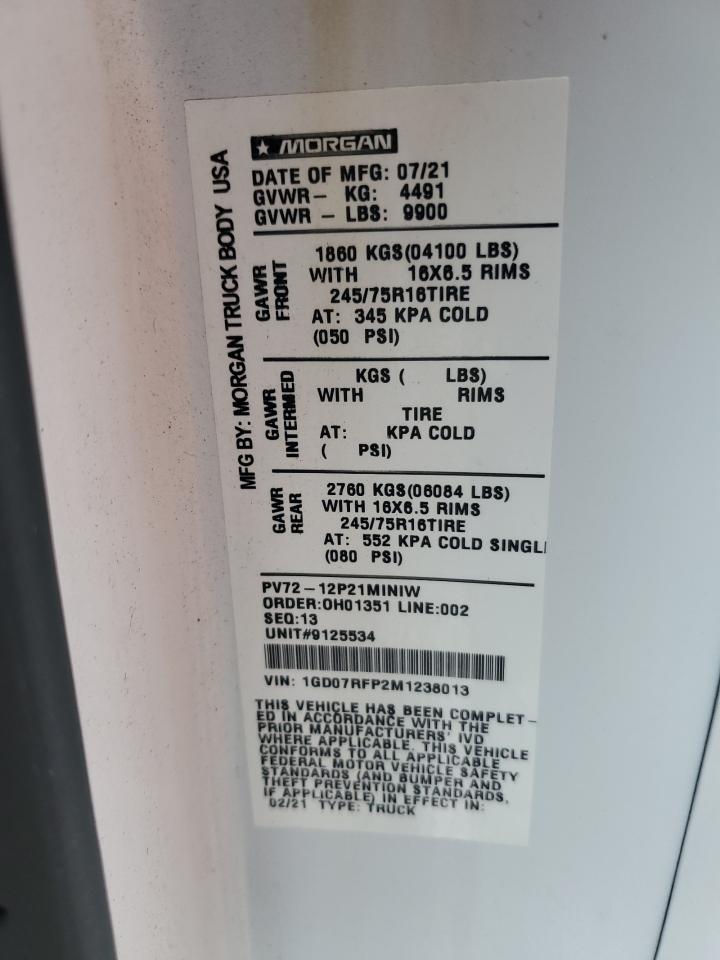 MORGAN
MFG BY: MORGAN TRUCK BODY USA
DATE OF MFG: 07/21
GVWR- KG: 4491
GVWR - LBS: 9900
GAWR FRONT
1860 KGS(04100 LBS)
WITH 16X6.5 RIMS
245/75R16TIRE
AT: 345 KPA COLD
(050 PSI)
GAWR INTERMED
KGS ( LBS)
WITH RIMS
TIRE
AT: KPA COLD
( PSI)
GAWR REAR
2760 KGS(06084 LBS)
WITH 16X6.5 RIMS
245/75R16TIRE
AT: 552 KPA COLD SINGL
(080 PSI)
PV72-12P21MINIW
ORDER:OH01351 LINE:002
SEQ:13
UNIT#9125534
VIN: 1GD07RFP2M1238013
THIS VEHICLE HAS BEEN COMPLET-
ED IN ACCORDANCE WITH THE
PRIOR MANUFACTURERS' IVD
WHERE APPLICABLE. THIS VEHICLE
CONFORMS TO ALL APPLICABLE
FEDERAL MOTOR VEHICLE SAFETY
STANDARDS (AND BUMPER AND
THEFT PREVENTION STANDARDS,
IF APPLICABLE) IN EFFECT IN:
02/21 TYPE: TRUCK